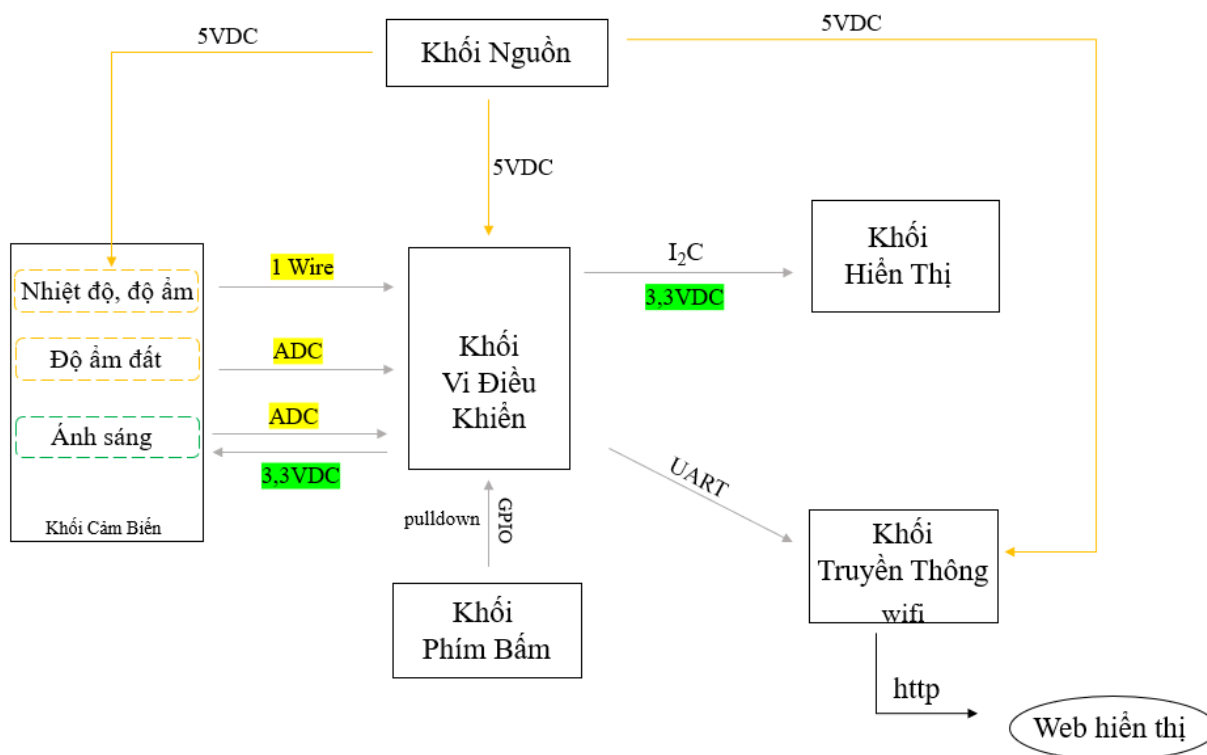 5VDC
Khối Nguồn
5VDC
5VDC
Nhiệt độ, độ ẩm
Độ ẩm đất
Ánh sáng
Khối Cảm Biến
1 Wire
ADC
ADC
3,3VDC
Khối
Vi Điều
Khiển
I₂C
3,3VDC
Khối
Hiển Thị
UART
pulldown
GPIO
Khối
Phím Bấm
Khối
Truyền Thông
wifi
http
Web hiển thị